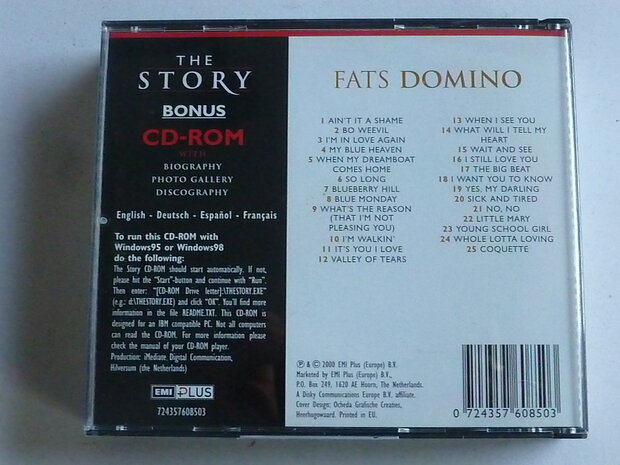 THE
STORY
BONUS
CD-ROM
WITH
BIOGRAPHY
PHOTO GALLERY
DISCOGRAPHY
English - Deutsch - Español - Français
To run this CD-ROM with
Windows95 or Windows98
do the following:
The Story CD-ROM should start automatically. If not,
please hit the "Start"-button and continue with "Run".
Then enter: "[CD-ROM Drive letter]:\THESTORY.EXE"
(e.g.: d:\THESTORY.EXE) and click "OK". You'll find more
information in the file README.TXT. This CD-ROM is
designed for an IBM compatible PC. Not all computers
can read the CD-ROM. For more information please
check the manual of your CD-ROM player.
Production: iMediate Digital Communication,
Hilversum (the Netherlands)
EMI PLUS
724357608503
FATS DOMINO
1 AIN'T IT A SHAME
2 BO WEEVIL
3 I'M IN LOVE AGAIN
4 MY BLUE HEAVEN
5 WHEN MY DREAMBOAT
COMES HOME
6 SO LONG
7 BLUEBERRY HILL
8 BLUE MONDAY
9 WHAT'S THE REASON
(THAT I'M NOT
PLEASING YOU)
10 I'M WALKIN'
11 IT'S YOU I LOVE
12 VALLEY OF TEARS
13 WHEN I SEE YOU
14 WHAT WILL I TELL MY
HEART
15 WAIT AND SEE
16 I STILL LOVE YOU
17 THE BIG BEAT
18 I WANT YOU TO KNOW
19 YES. MY DARLING
20 SICK AND TIRED
21 NO, NO
22 LITTLE MARY
23 YOUNG SCHOOL GIRL
24 WHOLE LOTTA LOVING
25 COQUETTE
℗ & © 2000 EMI Plus (Europe) B.V.
Marketed by EMI Plus (Europe) B.V.,
P.O. Box 249, 1620 AE Hoorn, The Netherlands.
A Disky Communications Europe B.V. affiliate.
Cover Design: Ocheda Grafische Creaties,
Heerhugowaard. Printed in EU.
0 724357 608503